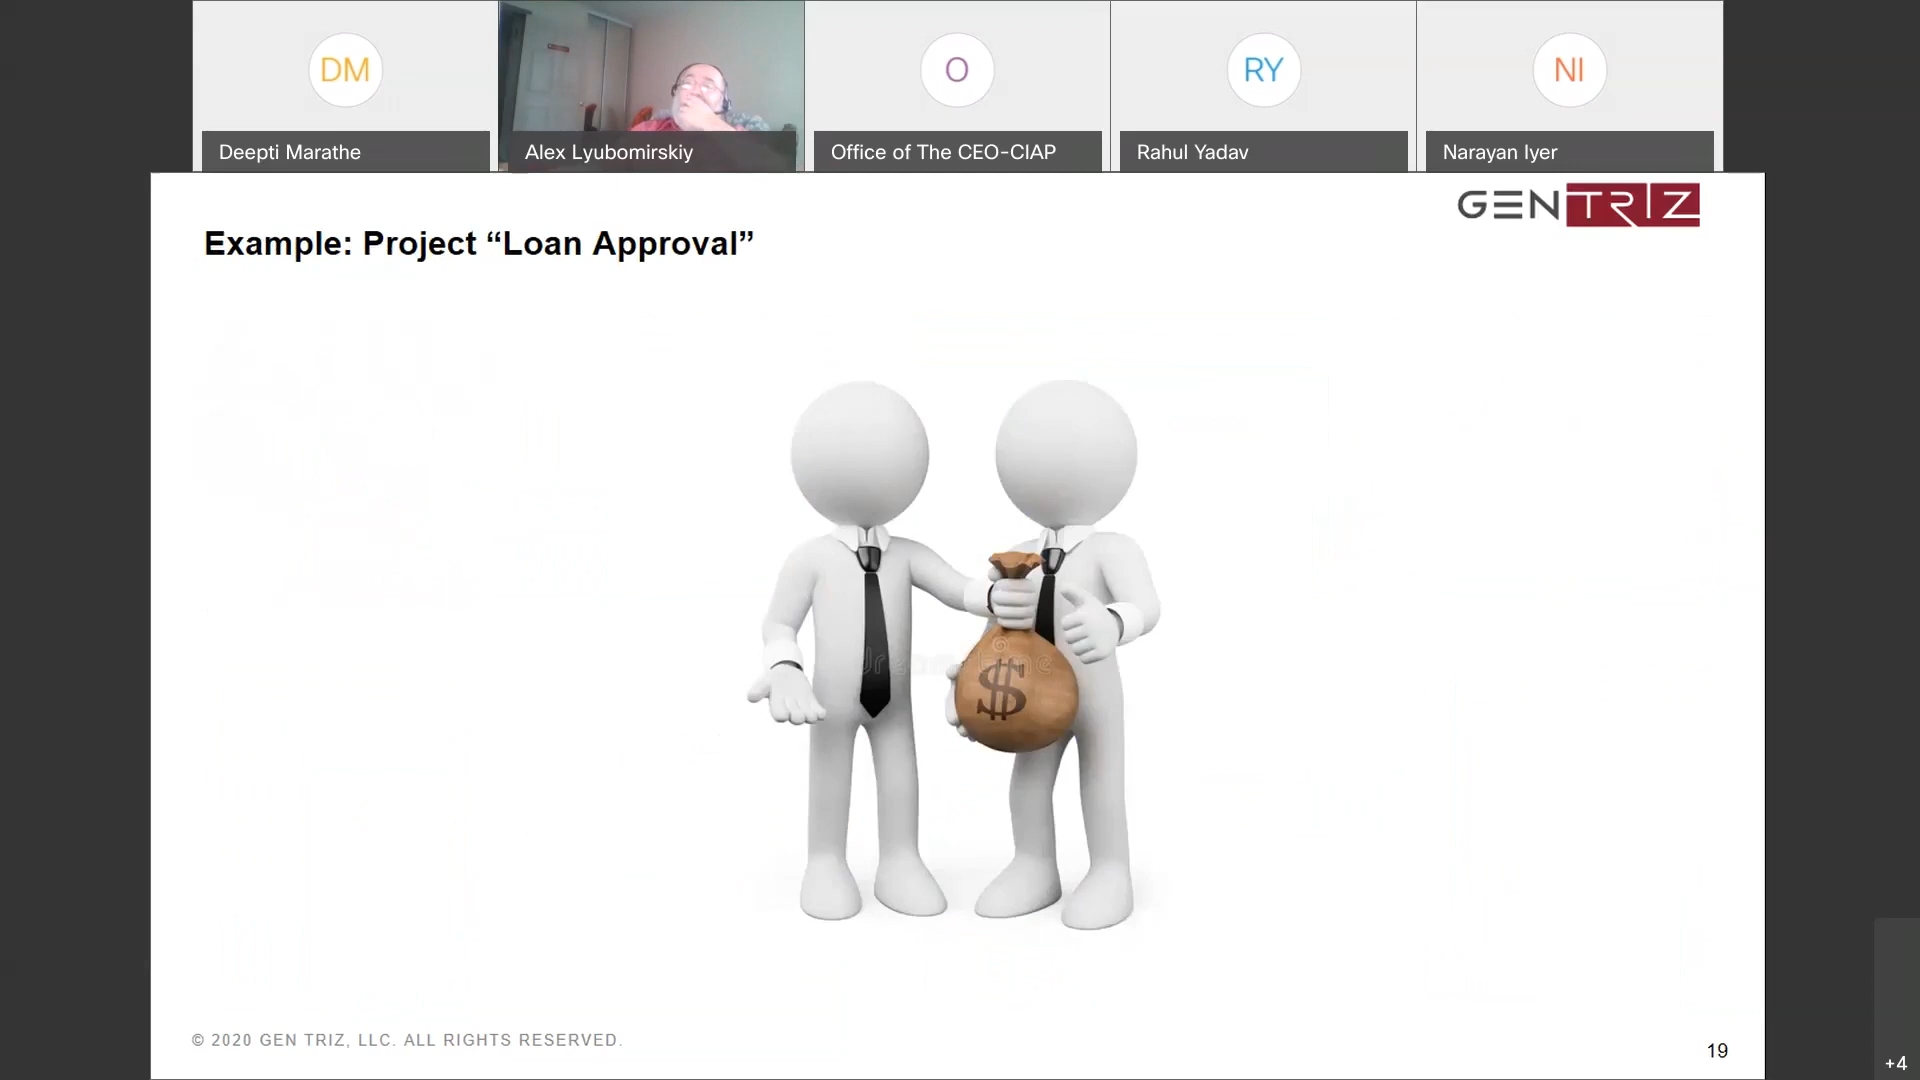 DM
Deepti Marathe
Alex Lyubomirskiy
O
Office of The CEO-CIAP
RY
Rahul Yadav
NI
Narayan Iyer
GEN TRIZ
Example: Project “Loan Approval”
dreamstime
$
© 2020 GEN TRIZ, LLC. ALL RIGHTS RESERVED.
19
+4